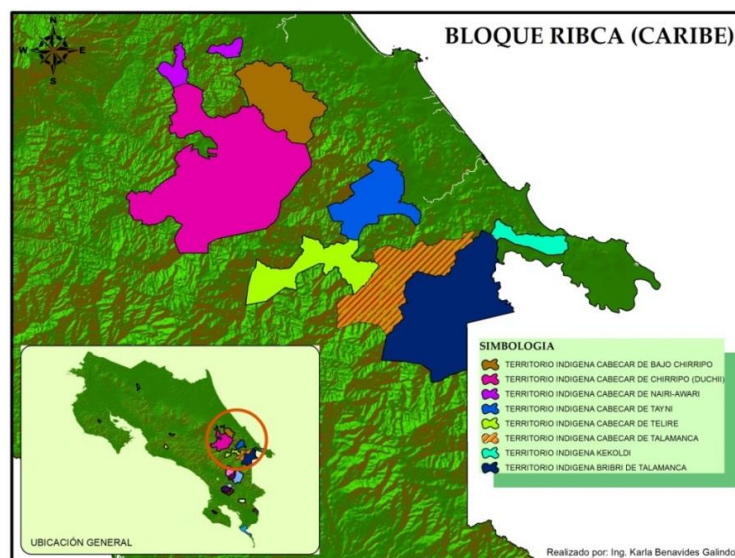 BLOQUE RIBCA (CARIBE)
N
W E
S
SIMBOLOGIA
TERRITORIO INDIGENA CABECAR DE BAJO CHIRRIPO
TERRITORIO INDIGENA CABECAR DE CHIRRIPO (DUCHII)
TERRITORIO INDIGENA CABECAR DE NAIRI-AWARI
TERRITORIO INDIGENA CABECAR DE TAYNI
TERRITORIO INDIGENA CABECAR DE TELIRE
TERRITORIO INDIGENA CABECAR DE TALAMANCA
TERRITORIO INDIGENA KEKOLDI
TERRITORIO INDIGENA BRIBRI DE TALAMANCA
UBICACIÓN GENERAL
Realizado por: Ing. Karla Benavides Galindo